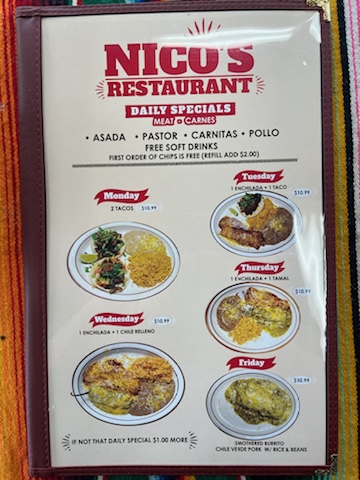 NICO'S
RESTAURANT
DAILY SPECIALS
MEAT CARNES
• ASADA • PASTOR • CARNITAS • POLLO
FREE SOFT DRINKS
FIRST ORDER OF CHIPS IS FREE (REFILL ADD $2.00)
Monday
2 TACOS $10.99
Tuesday
1 ENCHILADA + 1 TACO $10.99
Wednesday
1 ENCHILADA + 1 CHILE RELLENO $10.99
Thursday
1 ENCHILADA + 1 TAMAL
$10.99
Friday
$10.99
SMOTHERED BURRITO
CHILE VERDE PORK W/ RICE & BEANS
IF NOT THAT DAILY SPECIAL $1.00 MORE